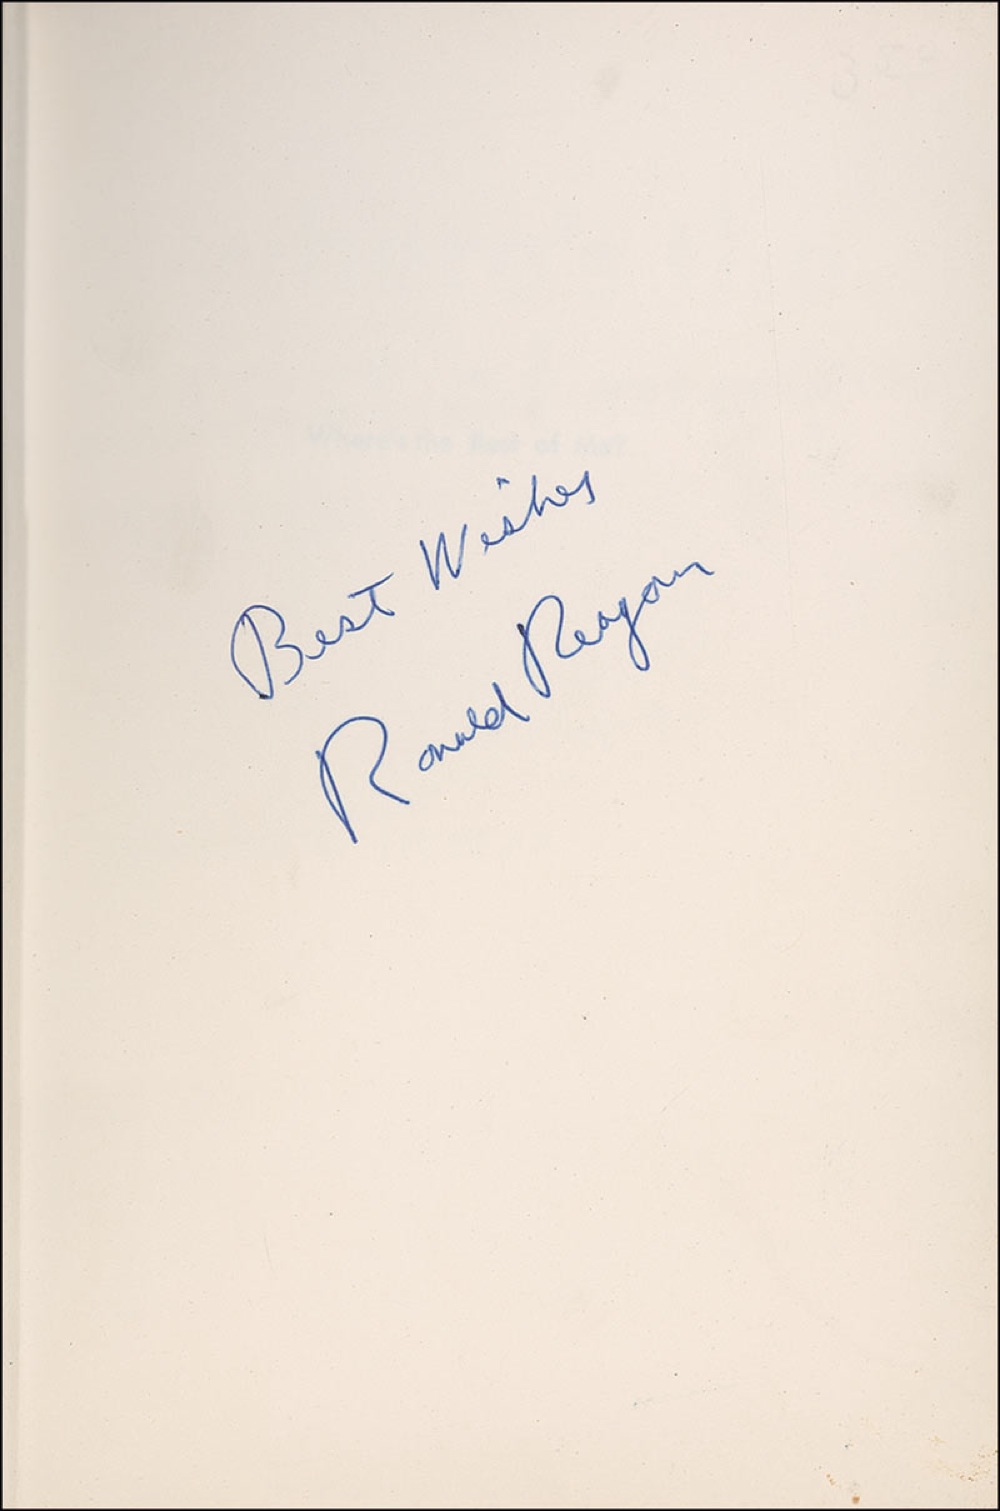 Where's the Rest of Me?
Best Wishes
Ronald Reagan